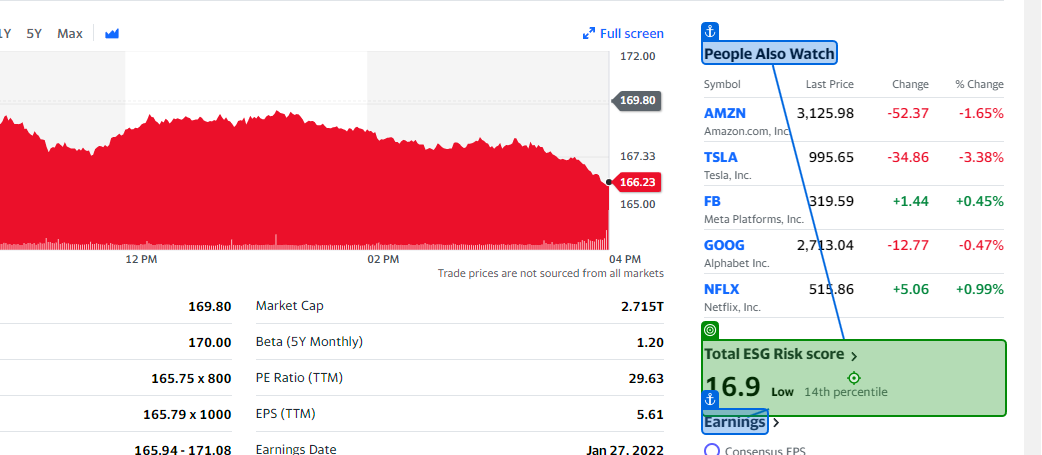 1Y 5Y Max Full screen
172.00
169.80
167.33
166.23
165.00
12 PM 02 PM 04 PM
Trade prices are not sourced from all markets
169.80 Market Cap 2.715T
170.00 Beta (5Y Monthly) 1.20
165.75 x 800 PE Ratio (TTM) 29.63
165.79 x 1000 EPS (TTM) 5.61
165.94 - 171.08 Earnings Date Jan 27, 2022
People Also Watch
Symbol Last Price Change % Change
AMZN 3,125.98 -52.37 -1.65%
Amazon.com, Inc.
TSLA 995.65 -34.86 -3.38%
Tesla, Inc.
FB 319.59 +1.44 +0.45%
Meta Platforms, Inc.
GOOG 2,713.04 -12.77 -0.47%
Alphabet Inc.
NFLX 515.86 +5.06 +0.99%
Netflix, Inc.
Total ESG Risk score
16.9 Low 14th percentile
Earnings
Consensus EPS